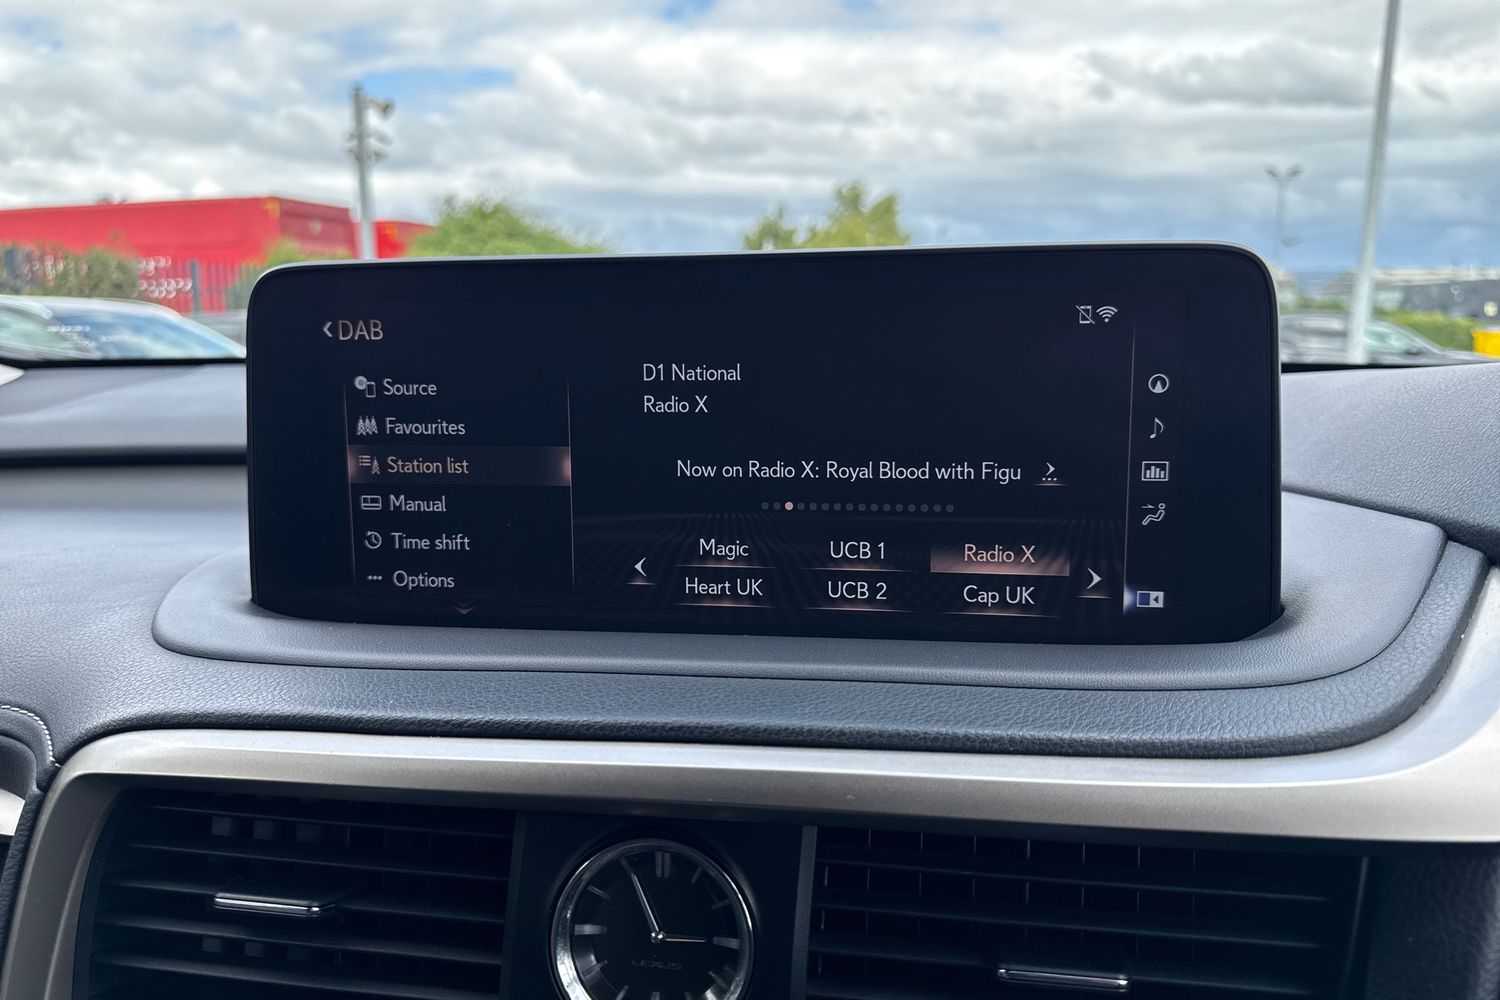 DAB
Source
Favourites
Station list
Manual
Time shift
Options
D1 National
Radio X
Now on Radio X: Royal Blood with Figu
Magic
UCB 1
Radio X
Heart UK
UCB 2
Cap UK
LEXUS